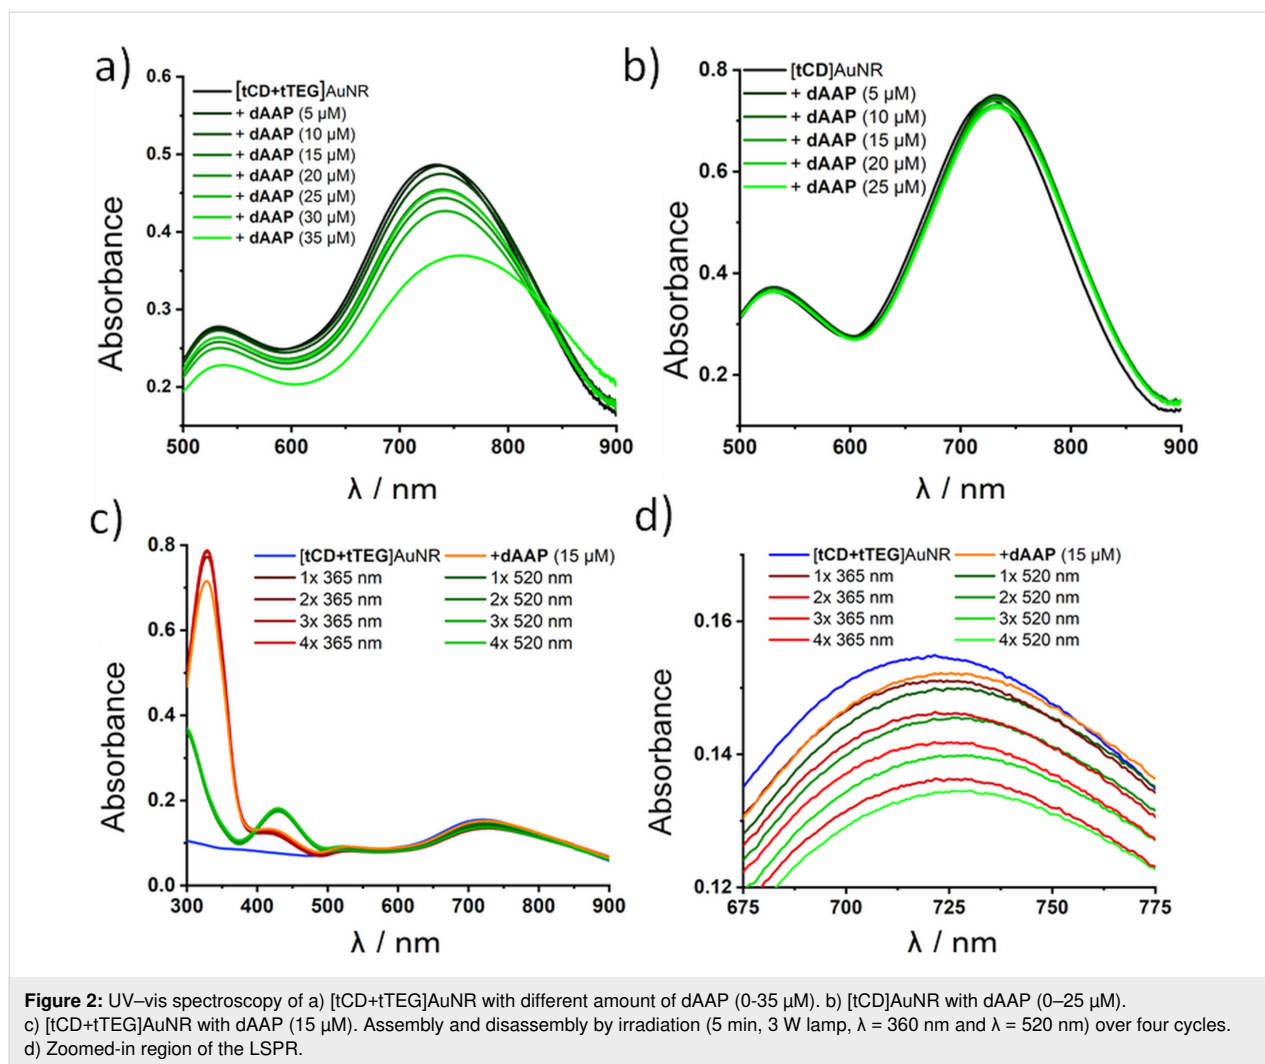 a)
0.6
0.5
0.4
0.3
0.2
Absorbance
[tCD+tTEG]AuNR
+ dAAP (5 µM)
+ dAAP (10 µM)
+ dAAP (15 µM)
+ dAAP (20 µM)
+ dAAP (25 µM)
+ dAAP (30 µM)
+ dAAP (35 µM)
500 600 700 800 900
λ / nm
b)
0.8
0.6
0.4
0.2
Absorbance
[tCD]AuNR
+ dAAP (5 µM)
+ dAAP (10 µM)
+ dAAP (15 µM)
+ dAAP (20 µM)
+ dAAP (25 µM)
500 600 700 800 900
λ / nm
c)
0.8
0.6
0.4
0.2
0.0
Absorbance
[tCD+tTEG]AuNR +dAAP (15 µM)
1x 365 nm 1x 520 nm
2x 365 nm 2x 520 nm
3x 365 nm 3x 520 nm
4x 365 nm 4x 520 nm
300 400 500 600 700 800 900
λ / nm
d)
0.16
0.14
0.12
Absorbance
[tCD+tTEG]AuNR +dAAP (15 µM)
1x 365 nm 1x 520 nm
2x 365 nm 2x 520 nm
3x 365 nm 3x 520 nm
4x 365 nm 4x 520 nm
675 700 725 750 775
λ / nm
Figure 2: UV–vis spectroscopy of a) [tCD+tTEG]AuNR with different amount of dAAP (0-35 µM). b) [tCD]AuNR with dAAP (0–25 µM).
c) [tCD+tTEG]AuNR with dAAP (15 µM). Assembly and disassembly by irradiation (5 min, 3 W lamp, λ = 360 nm and λ = 520 nm) over four cycles.
d) Zoomed-in region of the LSPR.